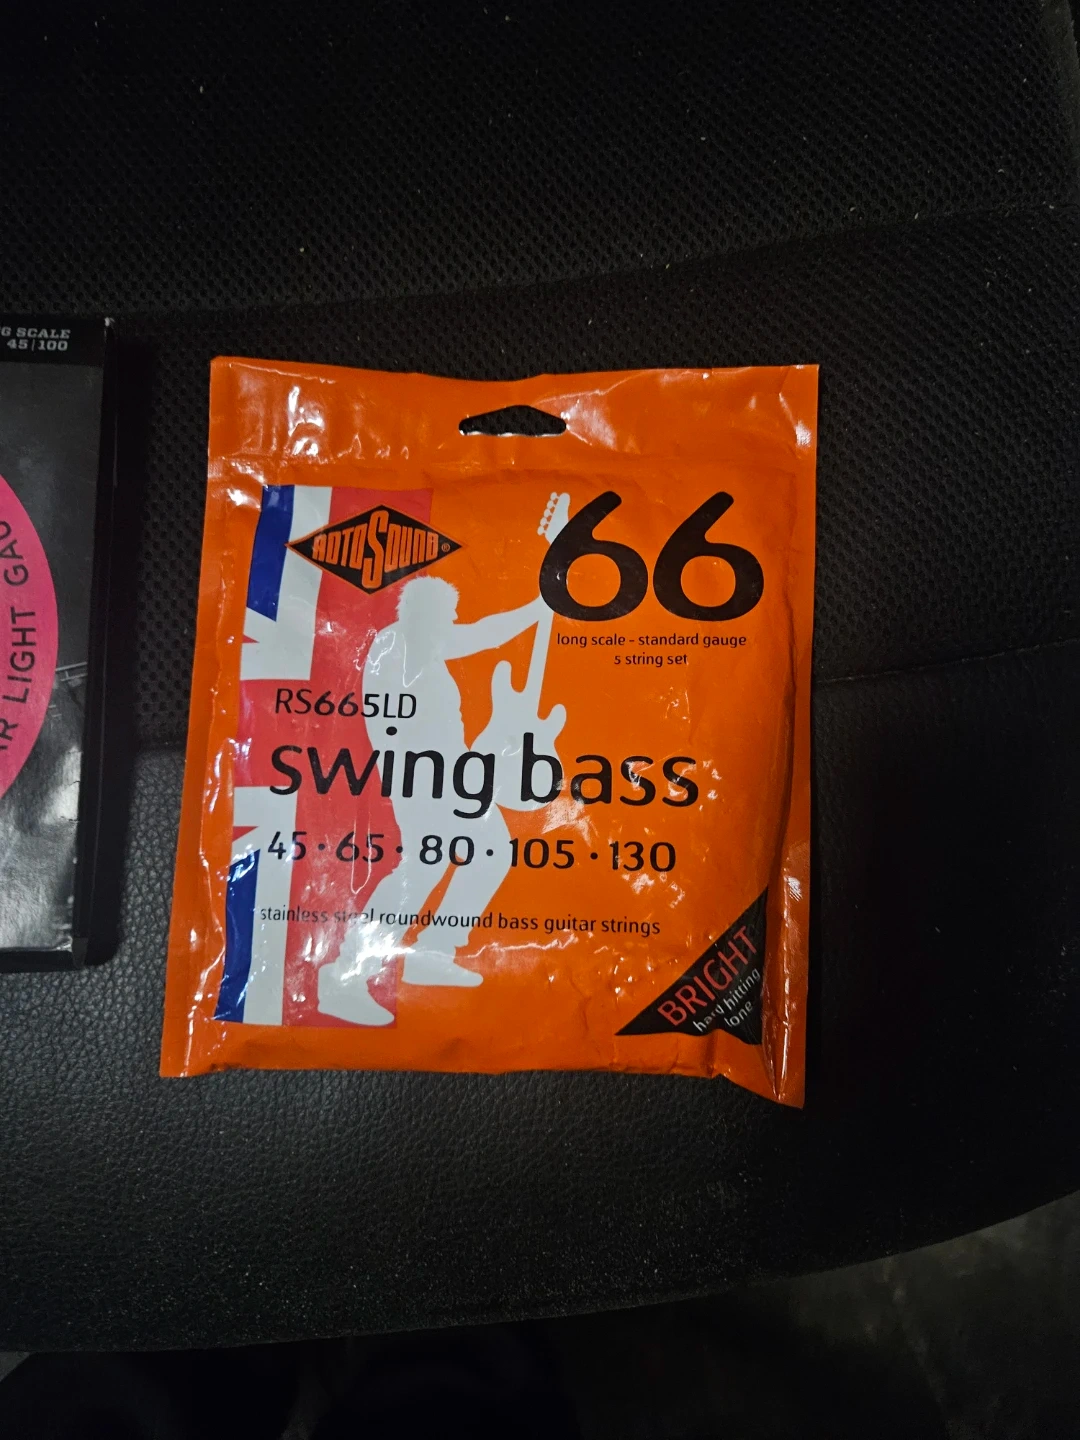 G SCALE
45|100
R LIGHT
ROTOSOUND®
66
long scale - standard gauge
5 string set
RS665LD
swing bass
45 · 65 · 80 · 105 · 130
stainless steel roundwound bass guitar strings
BRIGHT
hard hitting
tone